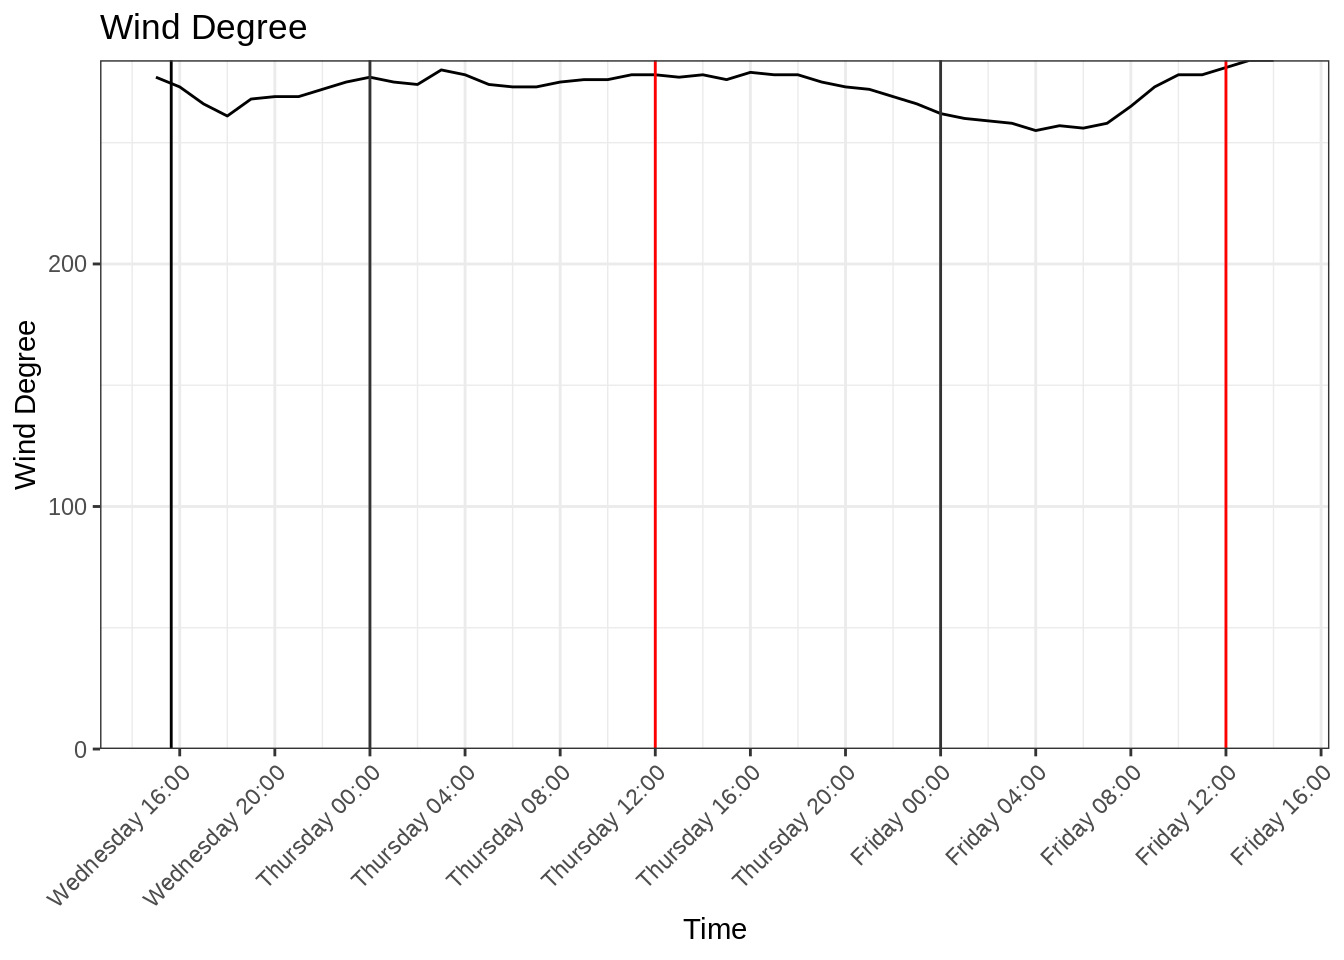 Wind Degree
Wind Degree
200
100
0
Wednesday 16:00
Wednesday 20:00
Thursday 00:00
Thursday 04:00
Thursday 08:00
Thursday 12:00
Thursday 16:00
Thursday 20:00
Friday 00:00
Friday 04:00
Friday 08:00
Friday 12:00
Friday 16:00
Time